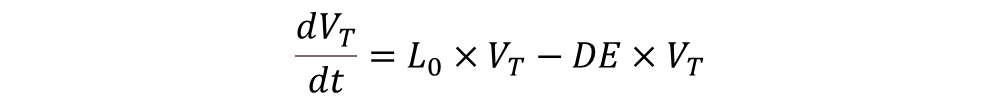 dV_T/dt = L_0 × V_T − DE × V_T